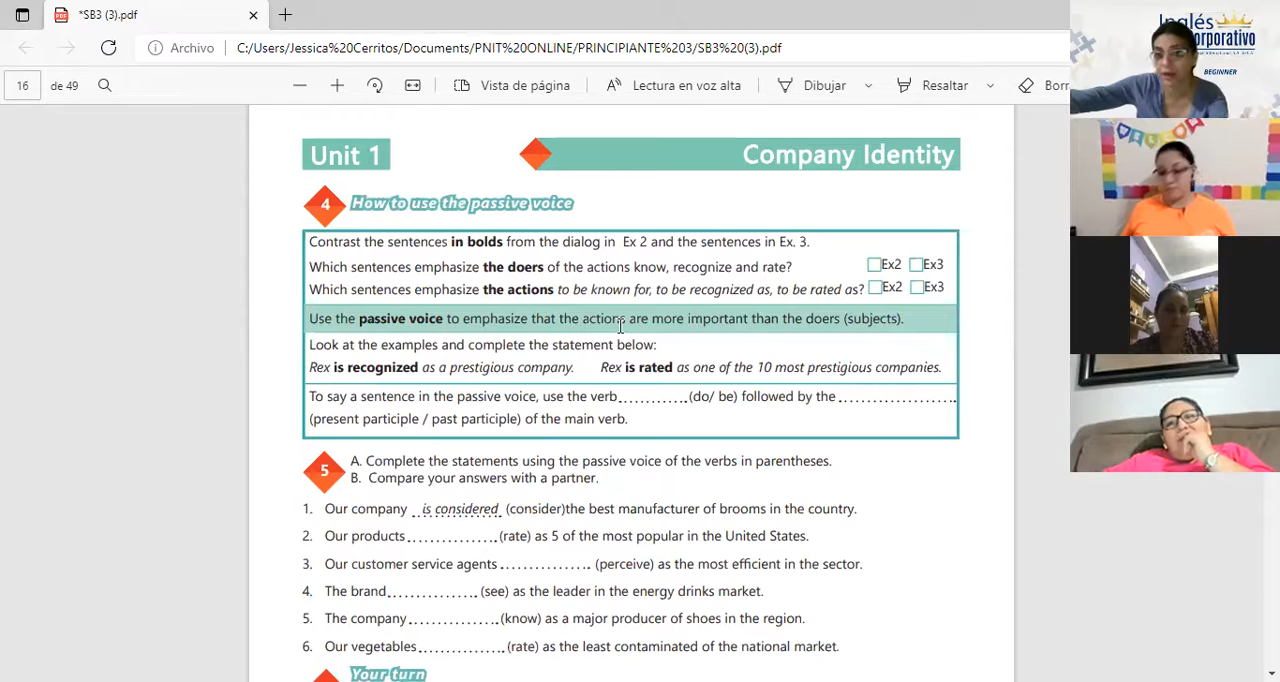 *SB3 (3).pdf
Archivo C:/Users/Jessica%20Cerritos/Documents/PNIT%20ONLINE/PRINCIPIANTE%203/SB3%20(3).pdf
16 de 49 Vista de página Lectura en voz alta Dibujar Resaltar Borr
Inglés
Corporativo
BEGINNER
Unit 1 Company Identity
4 How to use the passive voice
Contrast the sentences in bolds from the dialog in Ex 2 and the sentences in Ex. 3.
Which sentences emphasize the doers of the actions know, recognize and rate? Ex2 Ex3
Which sentences emphasize the actions to be known for, to be recognized as, to be rated as? Ex2 Ex3
Use the passive voice to emphasize that the actions are more important than the doers (subjects).
Look at the examples and complete the statement below:
Rex is recognized as a prestigious company. Rex is rated as one of the 10 most prestigious companies.
To say a sentence in the passive voice, use the verb............(do/ be) followed by the ....................
(present participle / past participle) of the main verb.
5 A. Complete the statements using the passive voice of the verbs in parentheses.
B. Compare your answers with a partner.
1. Our company is considered (consider)the best manufacturer of brooms in the country.
2. Our products...............(rate) as 5 of the most popular in the United States.
3. Our customer service agents............... (perceive) as the most efficient in the sector.
4. The brand............... (see) as the leader in the energy drinks market.
5. The company...............(know) as a major producer of shoes in the region.
6. Our vegetables...............(rate) as the least contaminated of the national market.
Your turn